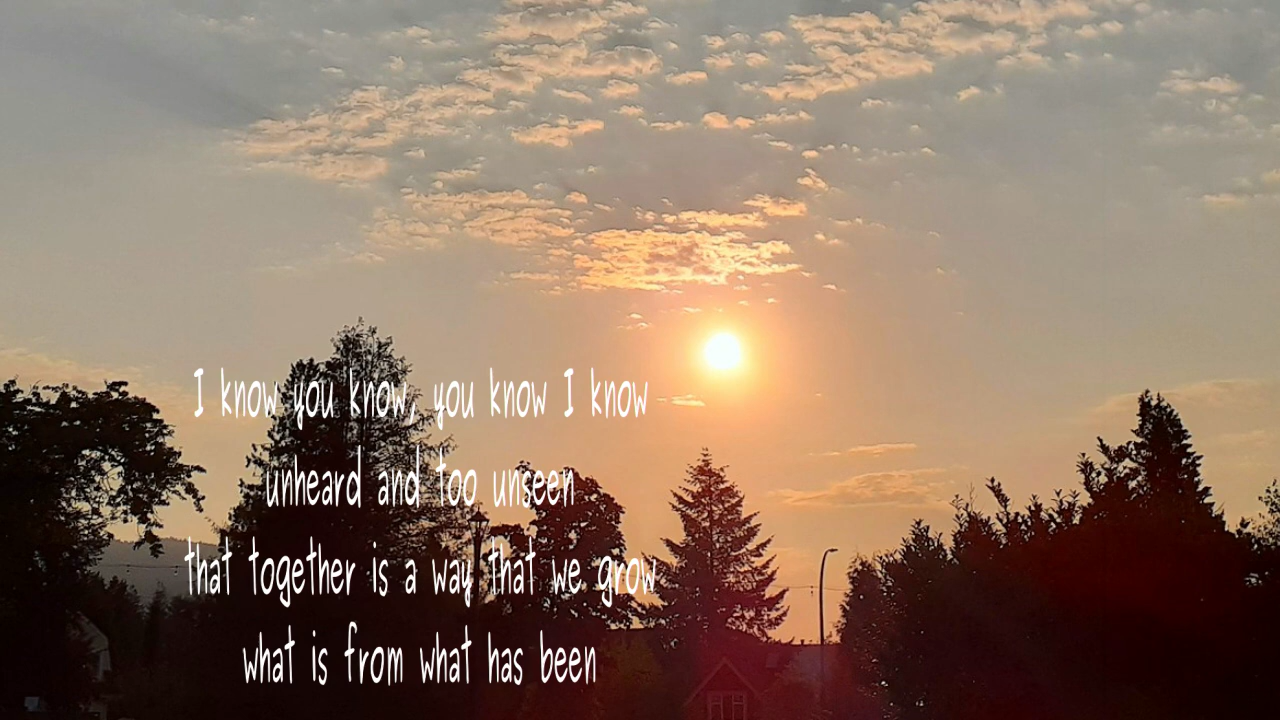 I know you know, you know I know
unheard and too unseen
that together is a way that we grow
what is from what has been